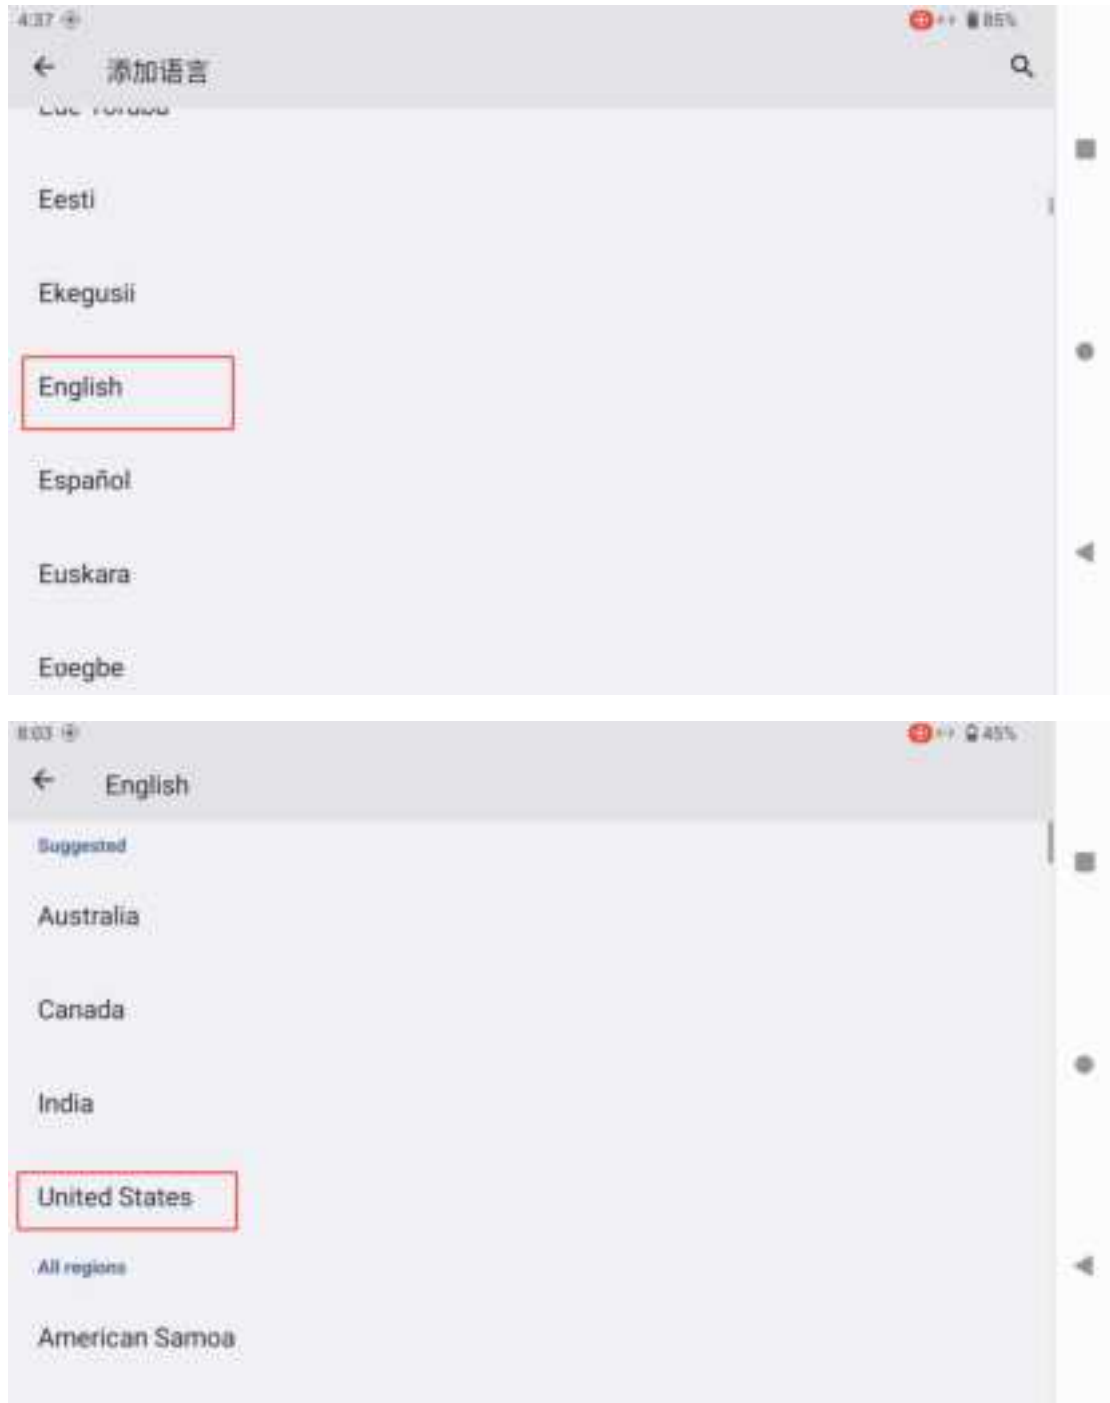 4:37
85%
添加语言
Eesti
Ekegusii
English
Español
Euskara
Eʋegbe
8:03
45%
English
Suggested
Australia
Canada
India
United States
All regions
American Samoa